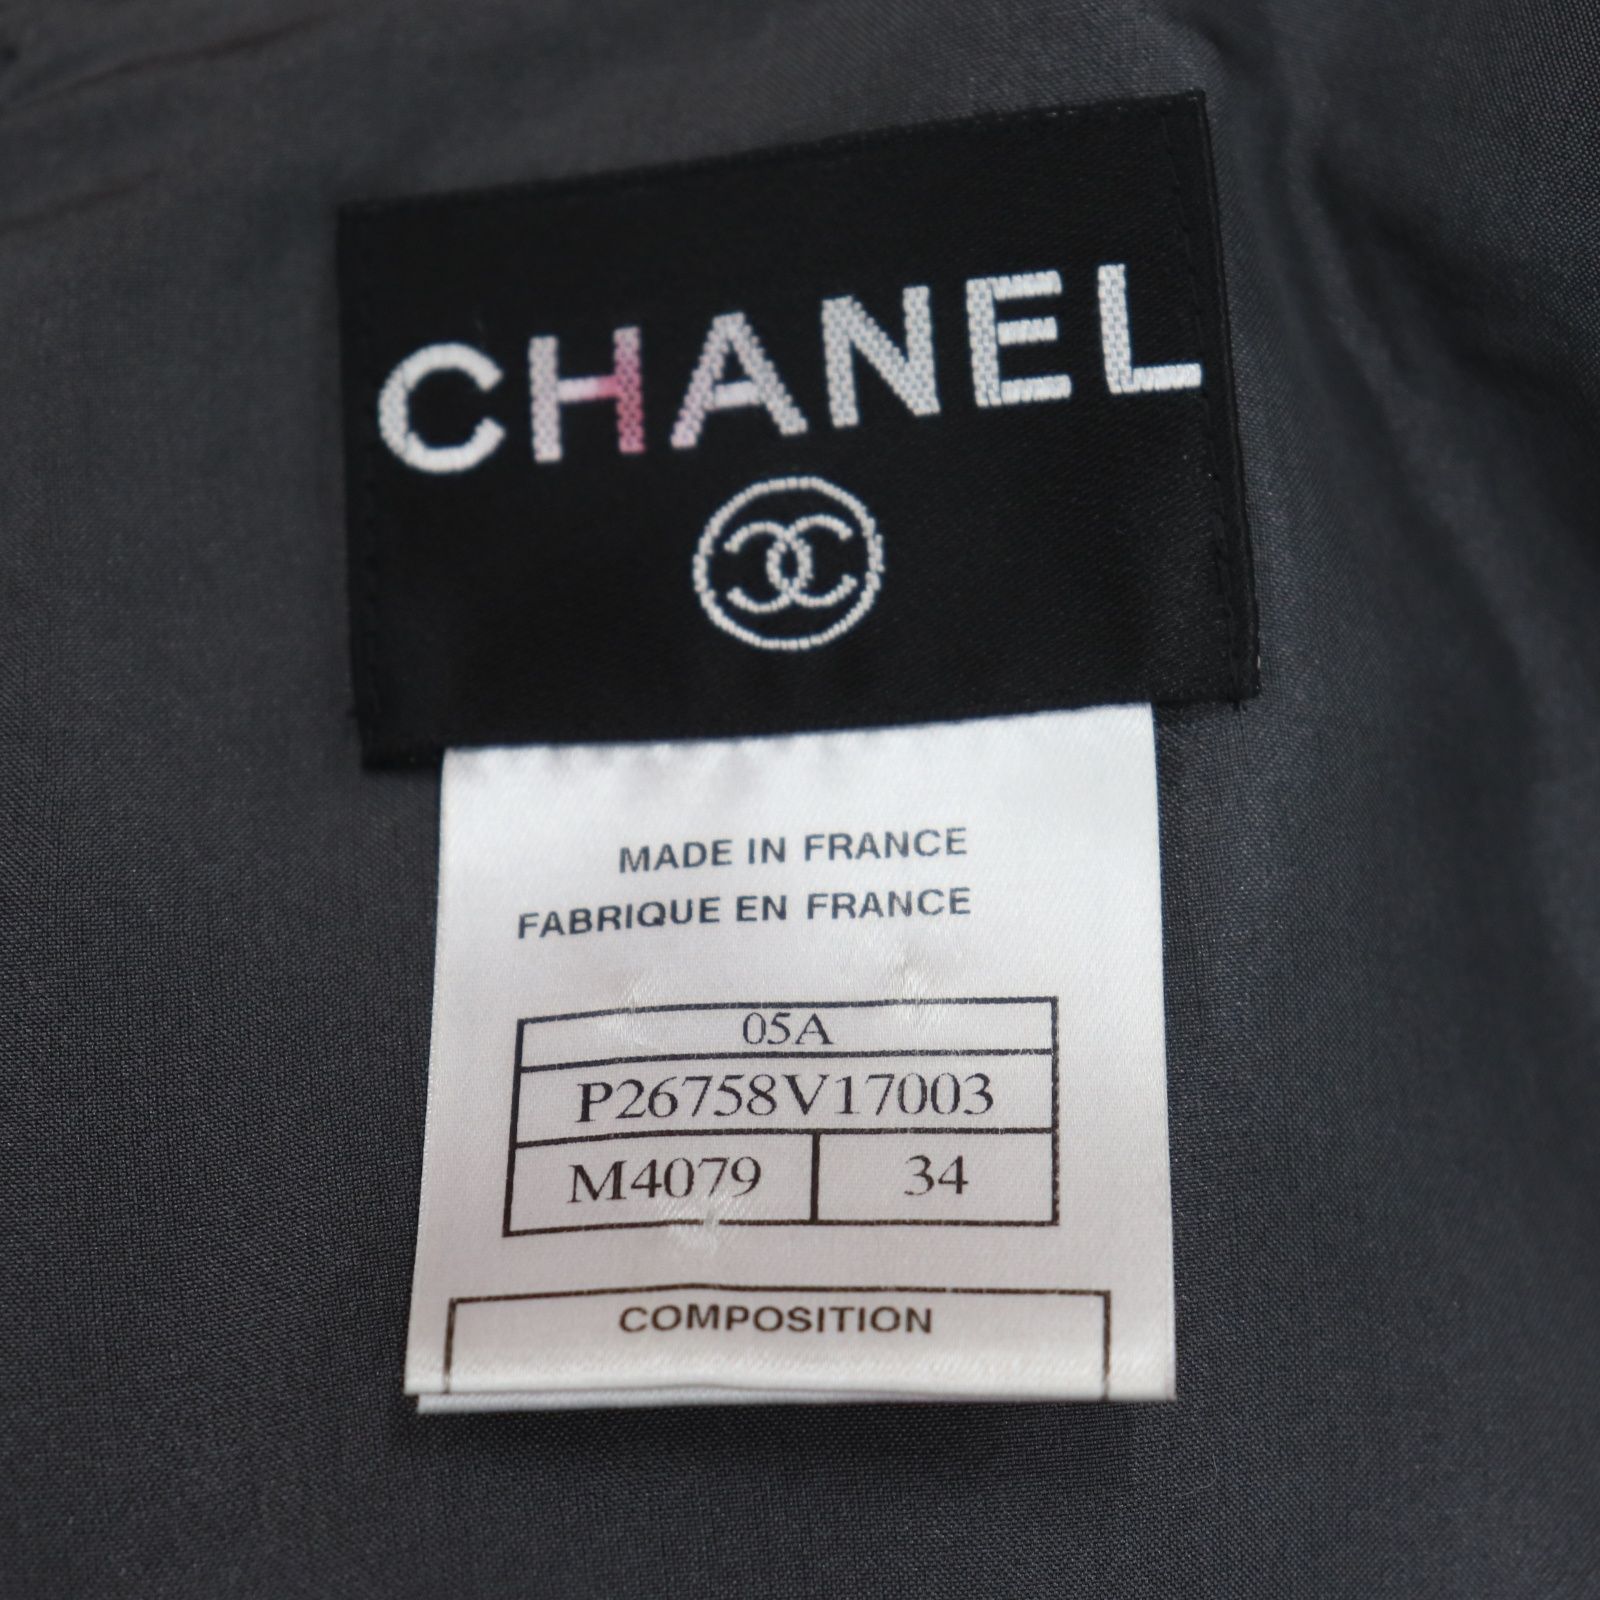 CHANEL
MADE IN FRANCE
FABRIQUE EN FRANCE
05A
P26758V17003
M4079 34
COMPOSITION